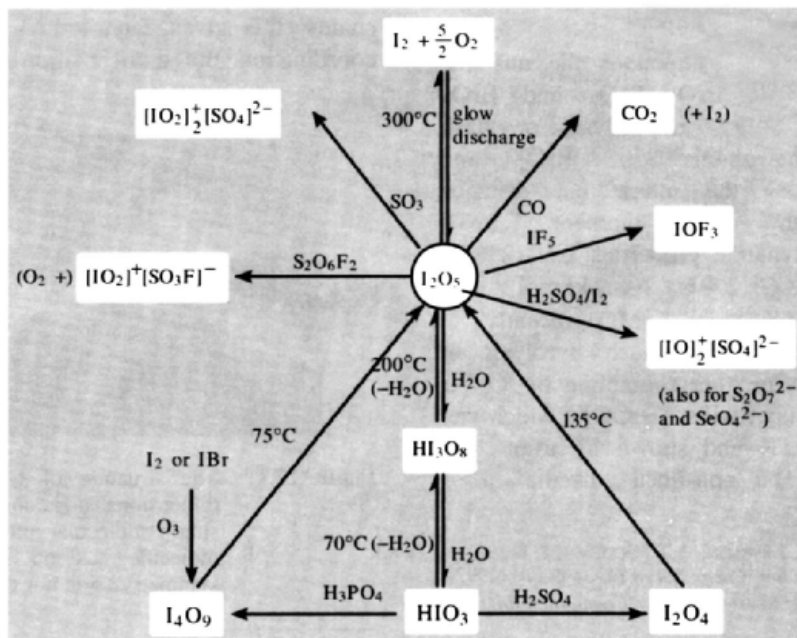 I₂ + 5/2 O₂
[IO₂]₂⁺[SO₄]²⁻
300°C
glow
discharge
CO₂ (+ I₂)
SO₃
CO
IF₅
IOF₃
(O₂ +) [IO₂]⁺[SO₃F]⁻
S₂O₆F₂
I₂O₅
H₂SO₄/I₂
[IO]₂⁺[SO₄]²⁻
(also for S₂O₇²⁻
and SeO₄²⁻)
200°C
(−H₂O)
H₂O
75°C
135°C
HI₃O₈
I₂ or IBr
O₃
70°C (−H₂O)
H₂O
I₄O₉
H₃PO₄
HIO₃
H₂SO₄
I₂O₄